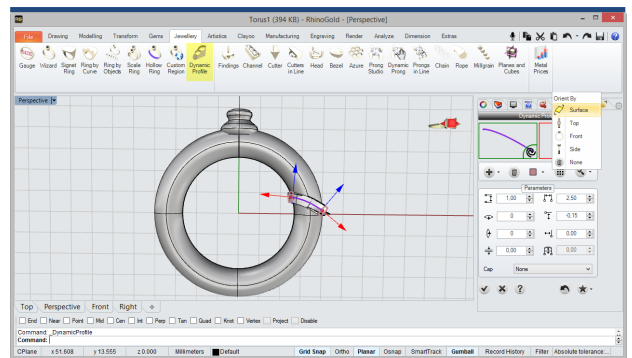 Torus1 (394 KB) - RhinoGold - [Perspective]
File Drawing Modelling Transform Gems Jewellery Artistics Clayoo Manufacturing Engraving Render Analyze Dimension Extras
Gauge Wizard Signet Ring Ring by Curve Ring by Objects Scale Ring Hollow Ring Custom Region Dynamic Profile Findings Channel Cutter Cutters in Line Head Bezel Azure Prong Studio Dynamic Prong Prongs in Line Chain Rope Milligrain Planes and Cubes Metal Prices
Perspective
Orient By
Surface
Top
Front
Side
None
Parameters
1.00 2.50
0 -0.15
0 0.00
0.00 0.00
Cap None
Top Perspective Front Right
End Near Point Mid Cen Int Perp Tan Quad Knot Vertex Project Disable
Command: _DynamicProfile
Command:
CPlane x 51.608 y 13.555 z 0.000 Millimeters Default Grid Snap Ortho Planar Osnap SmartTrack Gumball Record History Filter Absolute tolerance:...